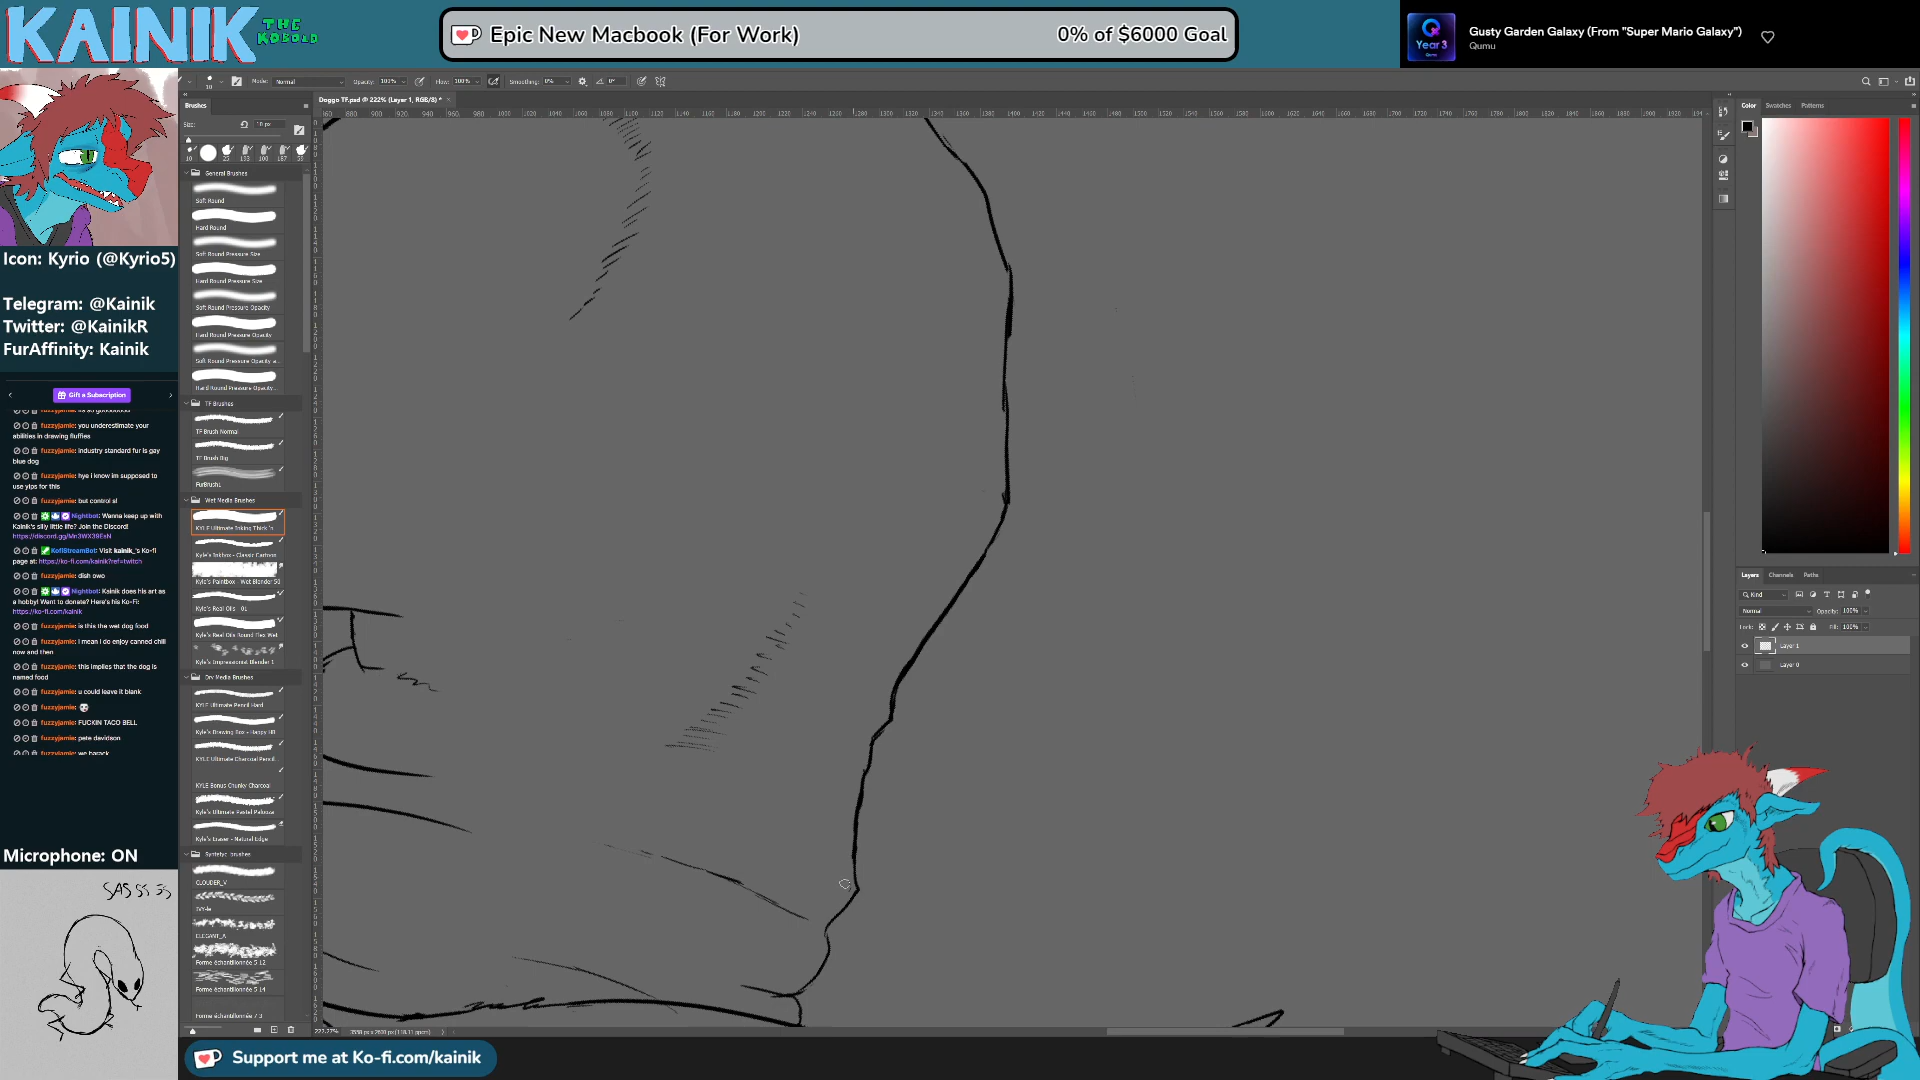 KAINIK
THE KOBOLD
Epic New Macbook (For Work)
0% of $6000 Goal
Year 3
Gusty Garden Galaxy (From "Super Mario Galaxy")
Qumu
Icon: Kyrio (@Kyrio5)
Telegram: @Kainik
Twitter: @KainikR
FurAffinity: Kainik
Gift a Subscription
fuzzyjamie: you underestimate your
abilities in drawing fluffies
fuzzyjamie: industry standard fur is gay
blue dog
fuzzyjamie: hye i know im supposed to
use yips for this
fuzzyjamie: but control s!
Nightbot: Wanna keep up with
Kainik's silly little life? Join the Discord!
https://discord.gg/Mn3WX39EsN
KofiStreamBot: Visit kainik_'s Ko-fi
page at: https://ko-fi.com/kainik?ref=twitch
fuzzyjamie: dish owo
Nightbot: Kainik does his art as
a hobby! Want to donate? Here's his Ko-Fi:
https://ko-fi.com/kainik
fuzzyjamie: is this the wet dog food
fuzzyjamie: I mean i do enjoy canned chili
now and then
fuzzyjamie: this implies that the dog is
named food
fuzzyjamie: u could leave it blank
fuzzyjamie:
fuzzyjamie: FUCKIN TACO BELL
fuzzyjamie: pete davidson
fuzzyjamie: we barack
Microphone: ON
Mode: Normal
Opacity: 100%
Flow: 100%
Smoothing: 0%
Doggo TF.psd @ 222% (Layer 1, RGB/8) *
Brushes
Size:
10 px
General Brushes
Soft Round
Hard Round
Soft Round Pressure Size
Hard Round Pressure Size
Soft Round Pressure Opacity
Hard Round Pressure Opacity
Soft Round Pressure Opacity a...
Hard Round Pressure Opacity...
TF Brushes
TF Brush Normal
TF Brush Big
FurBrush1
Wet Media Brushes
KYLE Ultimate Inking Thick 'n
Kyle's Inkbox - Classic Cartoon
Kyle's Paintbox - Wet Blender 50
Kyle's Real Oils - 01
Kyle's Real Oils Round Flex Wet
Kyle's Impressionist Blender 1
Dry Media Brushes
KYLE Ultimate Pencil Hard
Kyle's Drawing Box - Happy HB
KYLE Ultimate Charcoal Pencil...
KYLE Bonus Chunky Charcoal
Kyle's Ultimate Pastel Palooza
Kyle's Eraser - Natural Edge
CLOUDER_V
ELEGANT_A
Forme échantillonnée 5 12
Forme échantillonnée 5 14
Color
Swatches
Patterns
Layers
Channels
Paths
Kind
Normal
Opacity: 100%
Lock:
Fill: 100%
Layer 1
Layer 0
Support me at Ko-fi.com/kainik